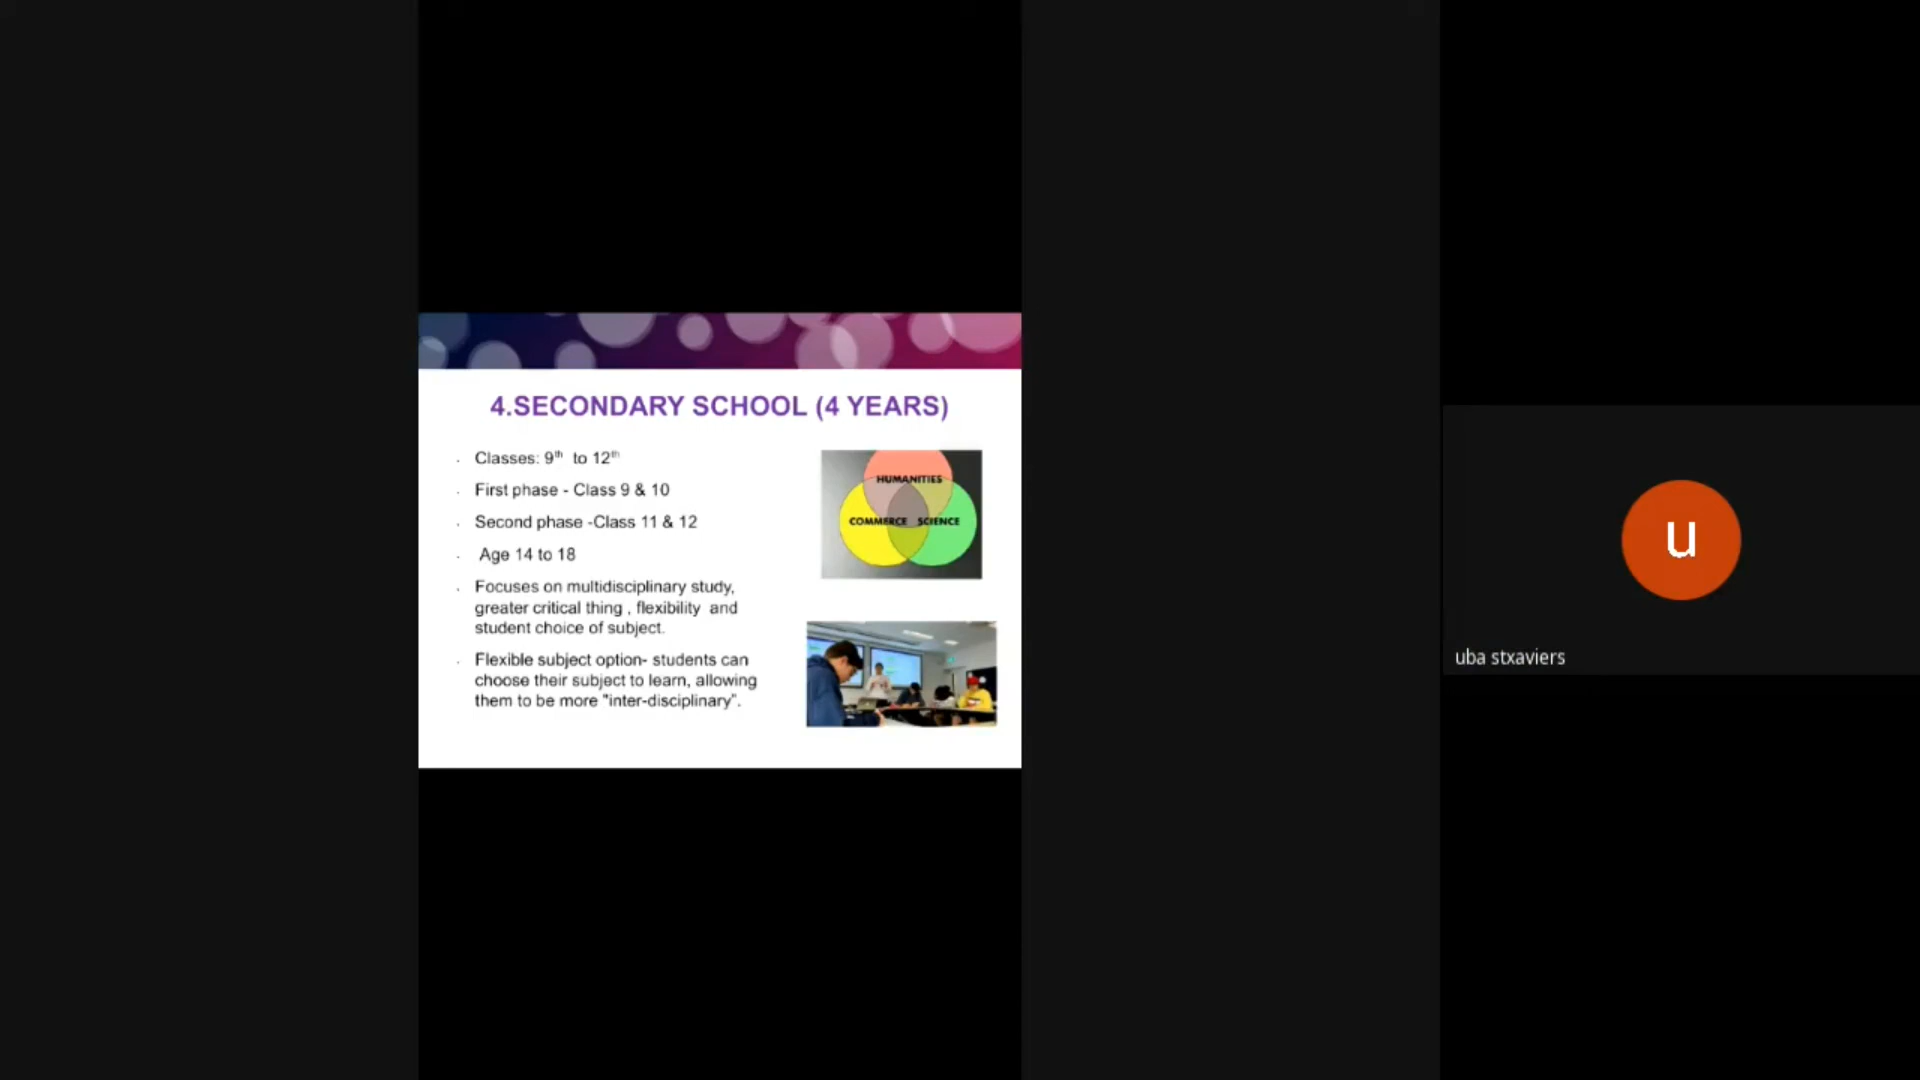 4.SECONDARY SCHOOL (4 YEARS)
Classes: 9th to 12th
First phase - Class 9 & 10
Second phase -Class 11 & 12
Age 14 to 18
Focuses on multidisciplinary study,
greater critical thing , flexibility and
student choice of subject.
Flexible subject option- students can
choose their subject to learn, allowing
them to be more "inter-disciplinary".
HUMANITIES
COMMERCE SCIENCE
u
uba stxaviers